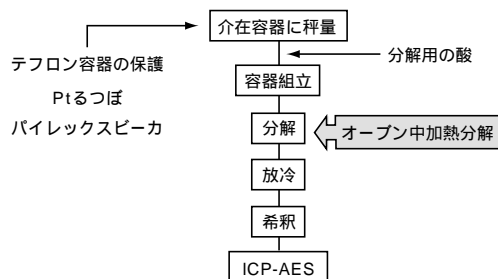 介在容器に秤量
テフロン容器の保護
Ptるつぼ
パイレックスビーカ
分解用の酸
容器組立
分解
オーブン中加熱分解
放冷
希釈
ICP-AES